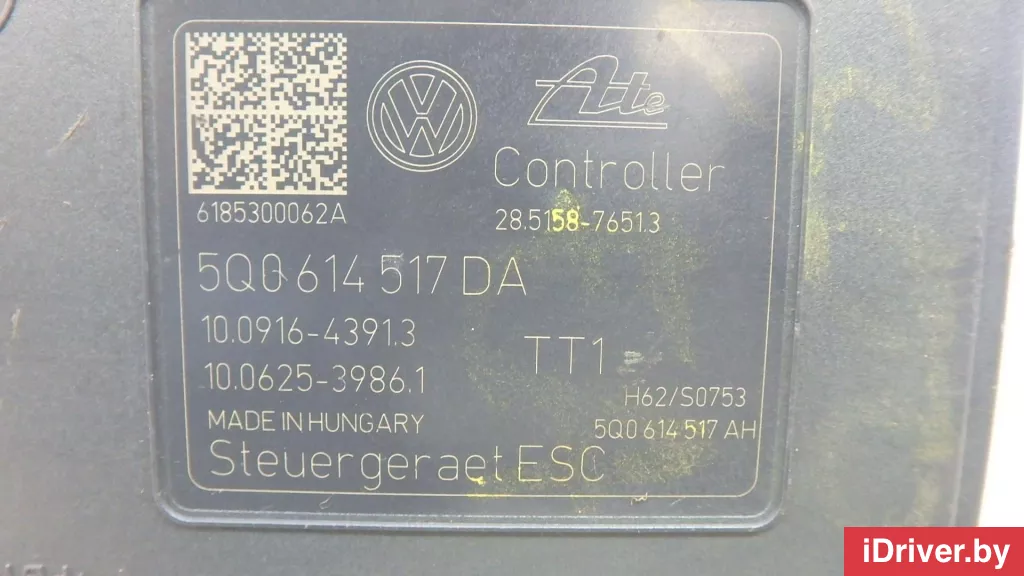 Ate
Controller
6185300062A
28.5158-7651.3
5Q0 614 517 DA
10.0916-4391.3
TT1
10.0625-3986.1
H62/S0753
MADE IN HUNGARY
5Q0 614 517 AH
Steuergeraet ESC
iDriver.by